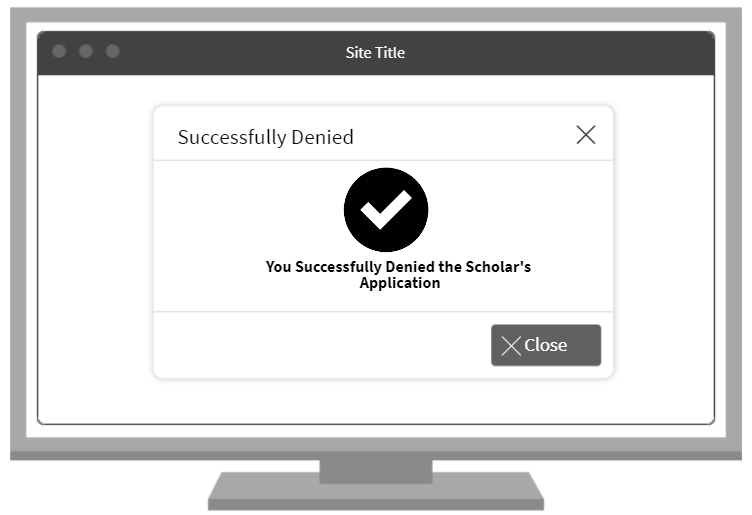 Site Title
Successfully Denied
You Successfully Denied the Scholar's
Application
Close